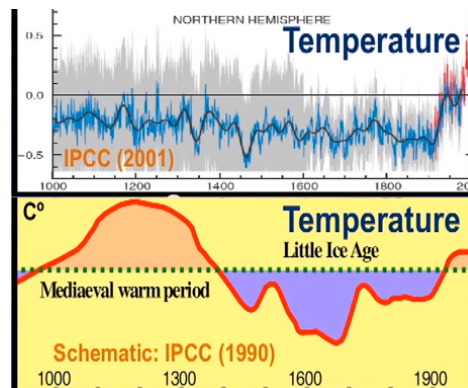 NORTHERN HEMISPHERE
Temperature
0.5
0.0
-0.5
IPCC (2001)
1000 1200 1400 1600 1800
C°
Temperature
Little Ice Age
Mediaeval warm period
Schematic: IPCC (1990)
1000 1300 1600 1900